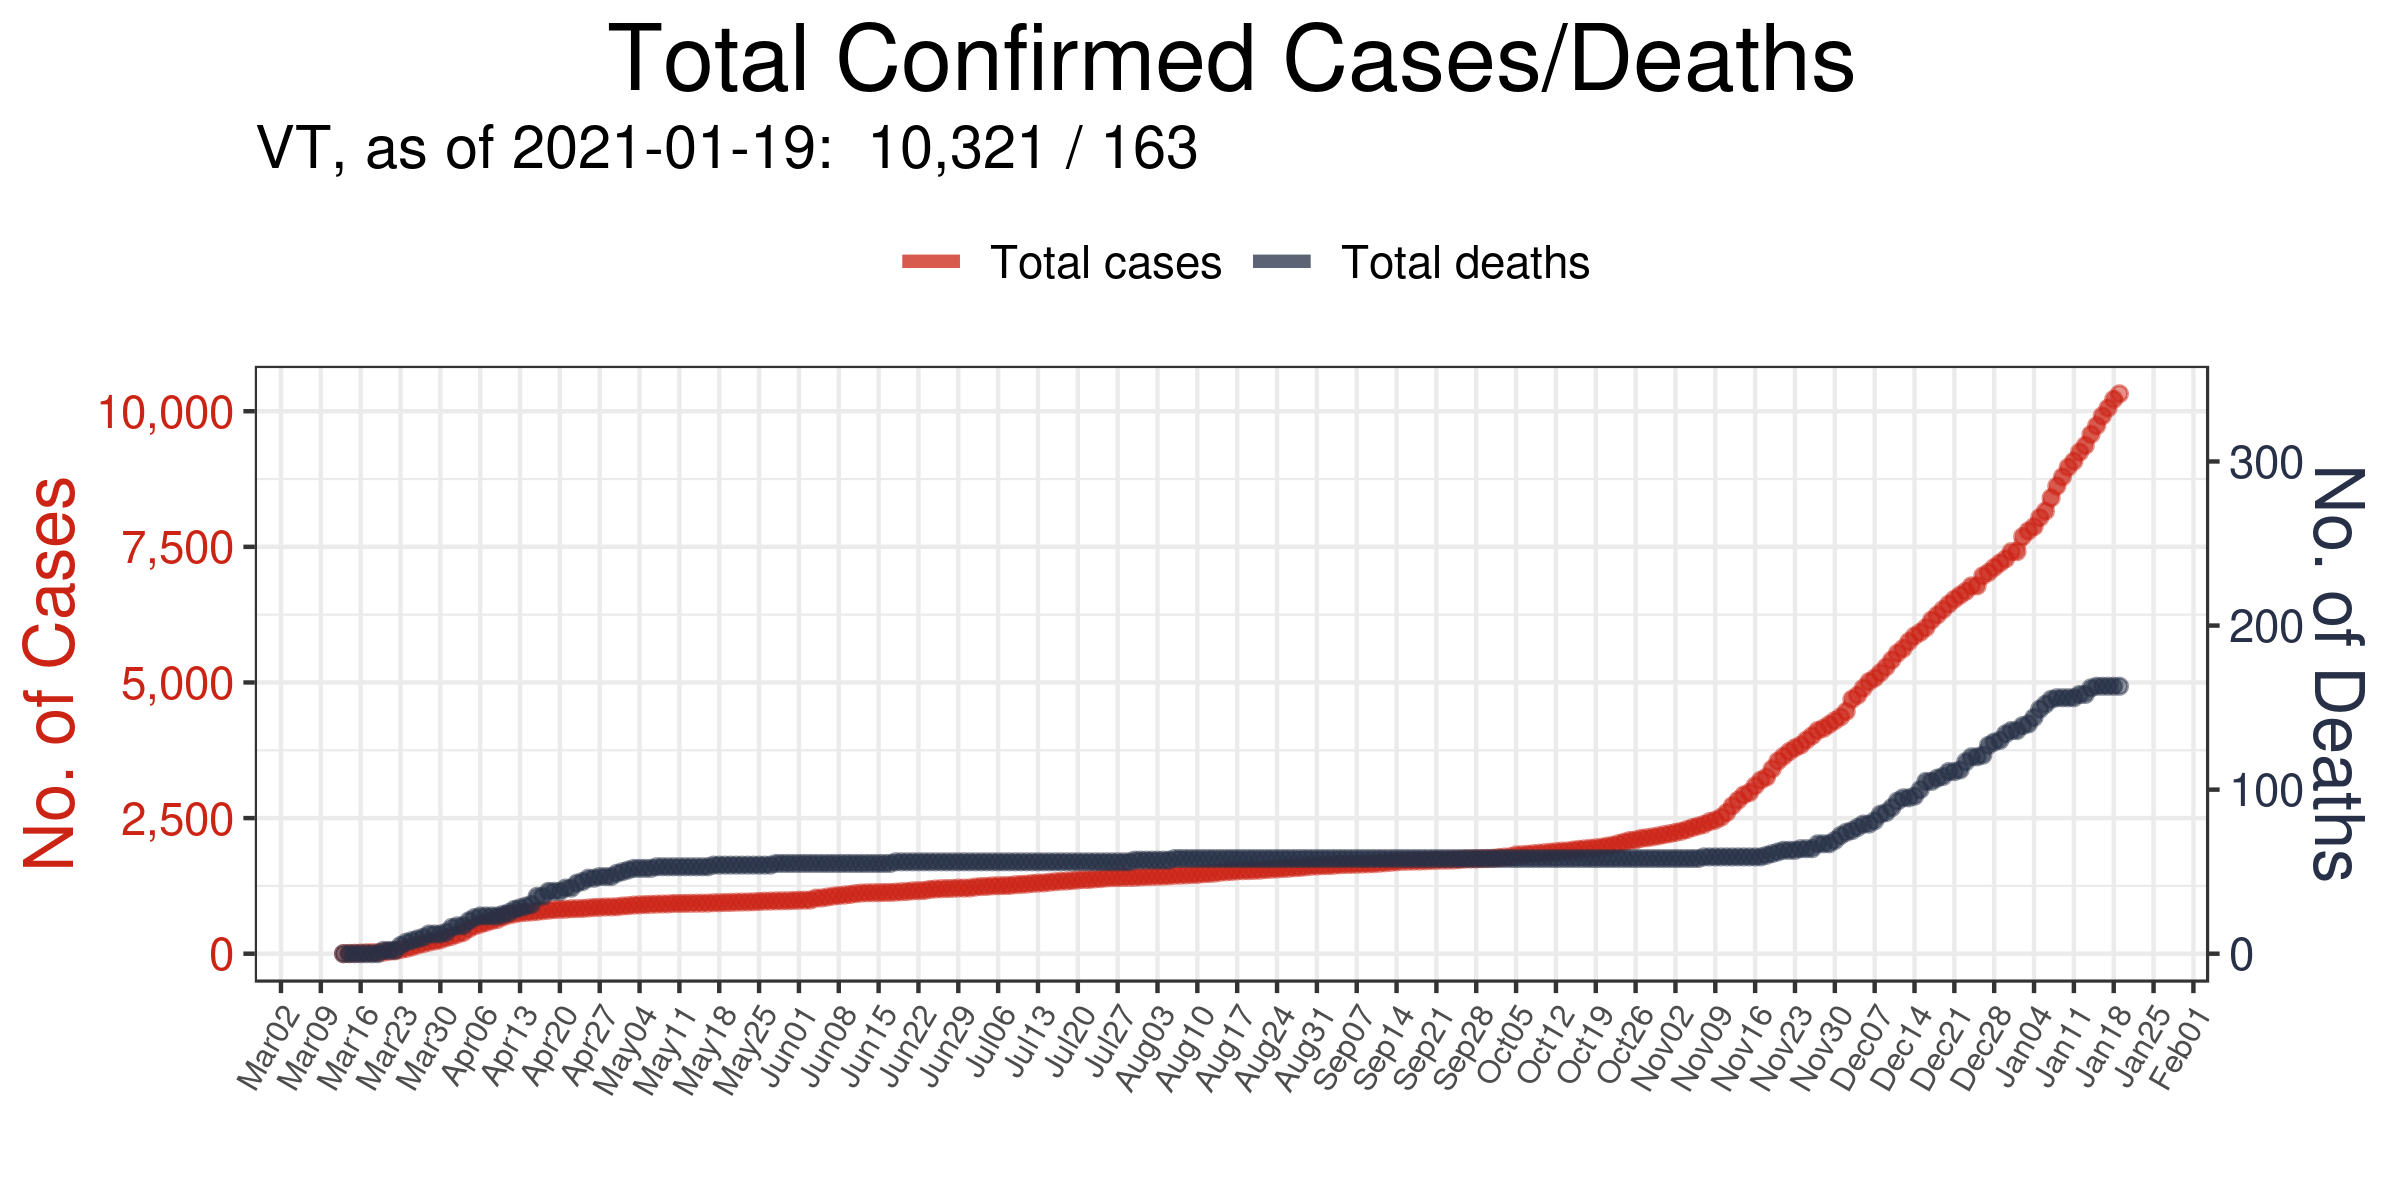 Total Confirmed Cases/Deaths
VT, as of 2021-01-19:  10,321 / 163
Total cases
Total deaths
No. of Cases
10,000
7,500
5,000
2,500
0
300
200
100
0
No. of Deaths
Mar02
Mar09
Mar16
Mar23
Mar30
Apr06
Apr13
Apr20
Apr27
May04
May11
May18
May25
Jun01
Jun08
Jun15
Jun22
Jun29
Jul06
Jul13
Jul20
Jul27
Aug03
Aug10
Aug17
Aug24
Aug31
Sep07
Sep14
Sep21
Sep28
Oct05
Oct12
Oct19
Oct26
Nov02
Nov09
Nov16
Nov23
Nov30
Dec07
Dec14
Dec21
Dec28
Jan04
Jan11
Jan18
Jan25
Feb01